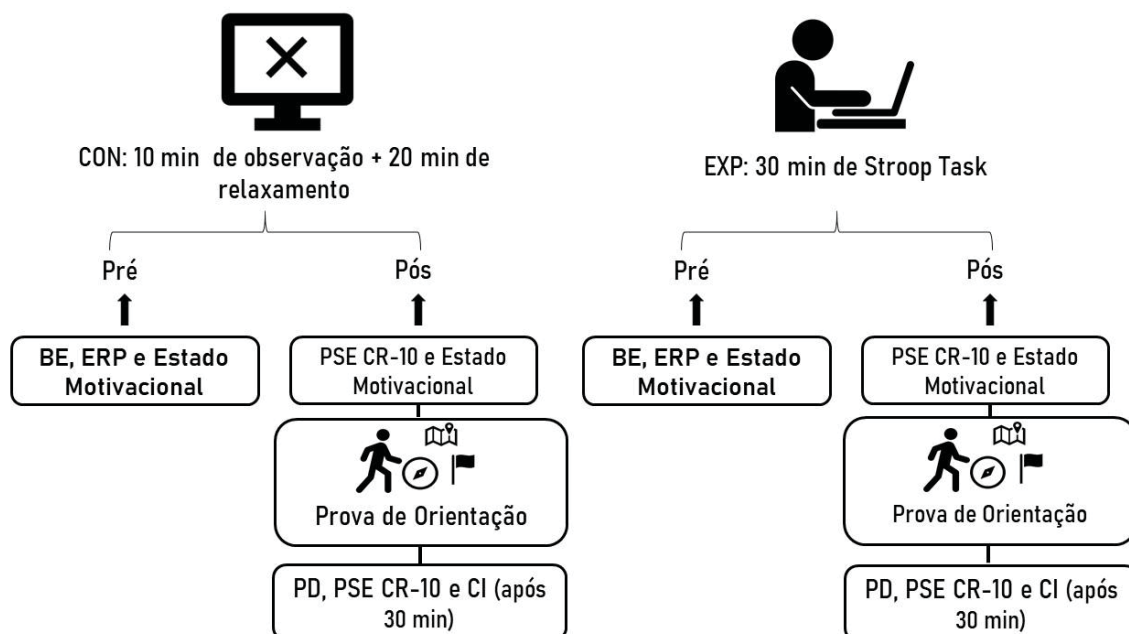 CON: 10 min de observação + 20 min de
relaxamento
Pré
Pós
BE, ERP e Estado
Motivacional
PSE CR-10 e Estado
Motivacional
Prova de Orientação
PD, PSE CR-10 e CI (após
30 min)
EXP: 30 min de Stroop Task
Pré
Pós
BE, ERP e Estado
Motivacional
PSE CR-10 e Estado
Motivacional
Prova de Orientação
PD, PSE CR-10 e CI (após
30 min)